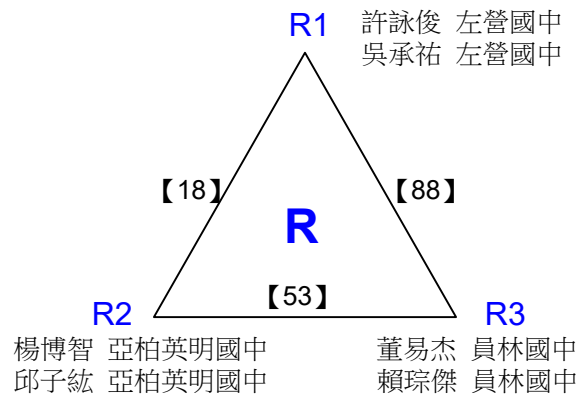 R1 許詠俊 左營國中
吳承祐 左營國中
【18】 【88】
R
【53】
R2 R3
楊博智 亞柏英明國中 董易杰 員林國中
邱子紘 亞柏英明國中 賴琮傑 員林國中